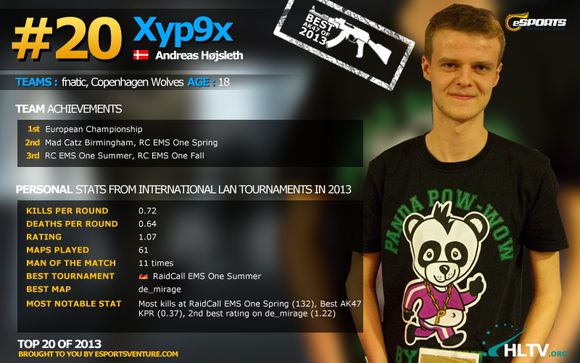 #20
Xyp9x
Andreas Højsleth
TEAMS : fnatic, Copenhagen Wolves AGE : 18
BEST
AK47 OF
2013
eSPORTS
TEAM ACHIEVEMENTS
1st European Championship
2nd Mad Catz Birmingham, RC EMS One Spring
3rd RC EMS One Summer, RC EMS One Fall
PERSONAL STATS FROM INTERNATIONAL LAN TOURNAMENTS IN 2013
KILLS PER ROUND 0.72
DEATHS PER ROUND 0.64
RATING 1.07
MAPS PLAYED 61
MAN OF THE MATCH 11 times
BEST TOURNAMENT RaidCall EMS One Summer
BEST MAP de_mirage
MOST NOTABLE STAT Most kills at RaidCall EMS One Spring (132), Best AK47
KPR (0.37), 2nd best rating on de_mirage (1.22)
PANDA POW-WOW
BY
TOP 20 OF 2013
BROUGHT TO YOU BY ESPORTSVENTURE.COM
HLTV.ORG